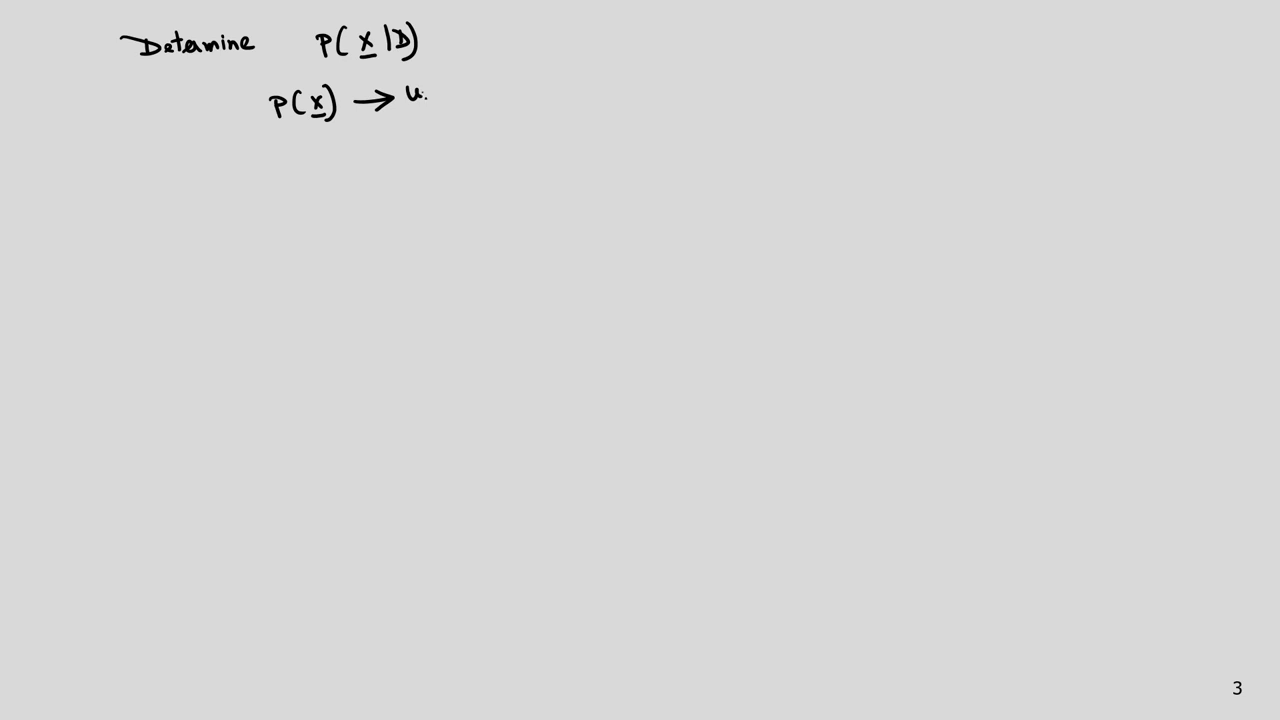 Determine P( x | D)
P( x ) → u.
3